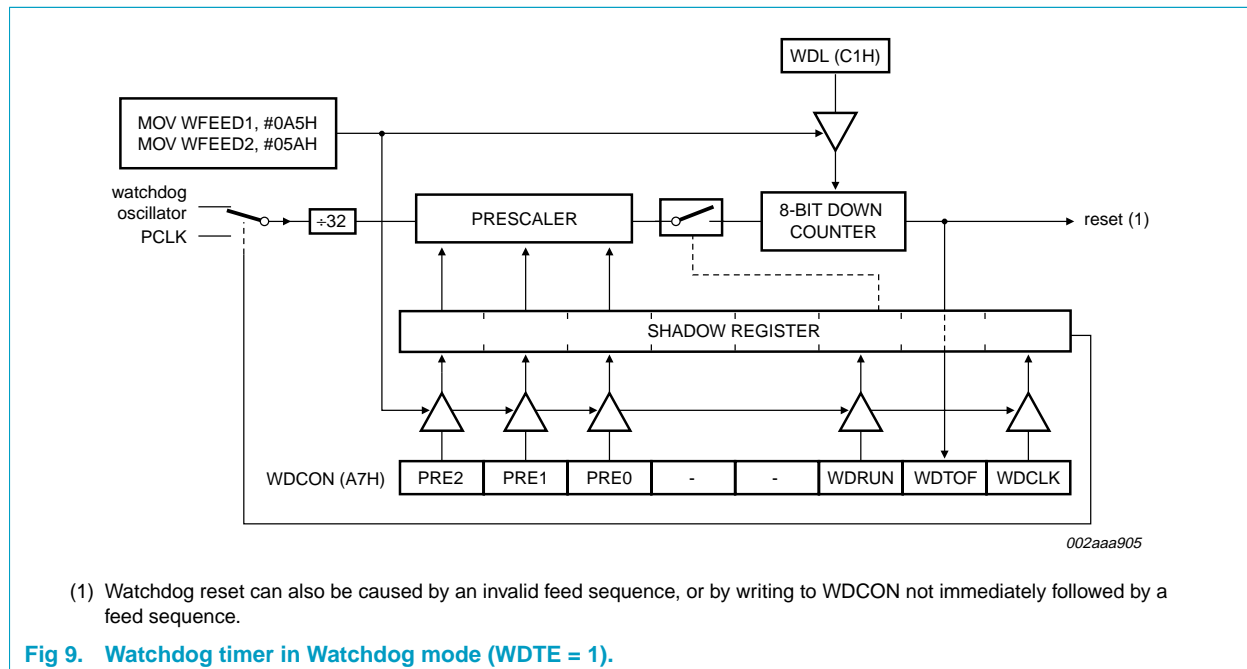 WDL (C1H)
MOV WFEED1, #0A5H
MOV WFEED2, #05AH
watchdog
oscillator
PCLK
÷32
PRESCALER
8-BIT DOWN
COUNTER
reset (1)
SHADOW REGISTER
WDCON (A7H)
PRE2
PRE1
PRE0
-
-
WDRUN
WDTOF
WDCLK
002aaa905
(1) Watchdog reset can also be caused by an invalid feed sequence, or by writing to WDCON not immediately followed by a
feed sequence.
Fig 9. Watchdog timer in Watchdog mode (WDTE = 1).